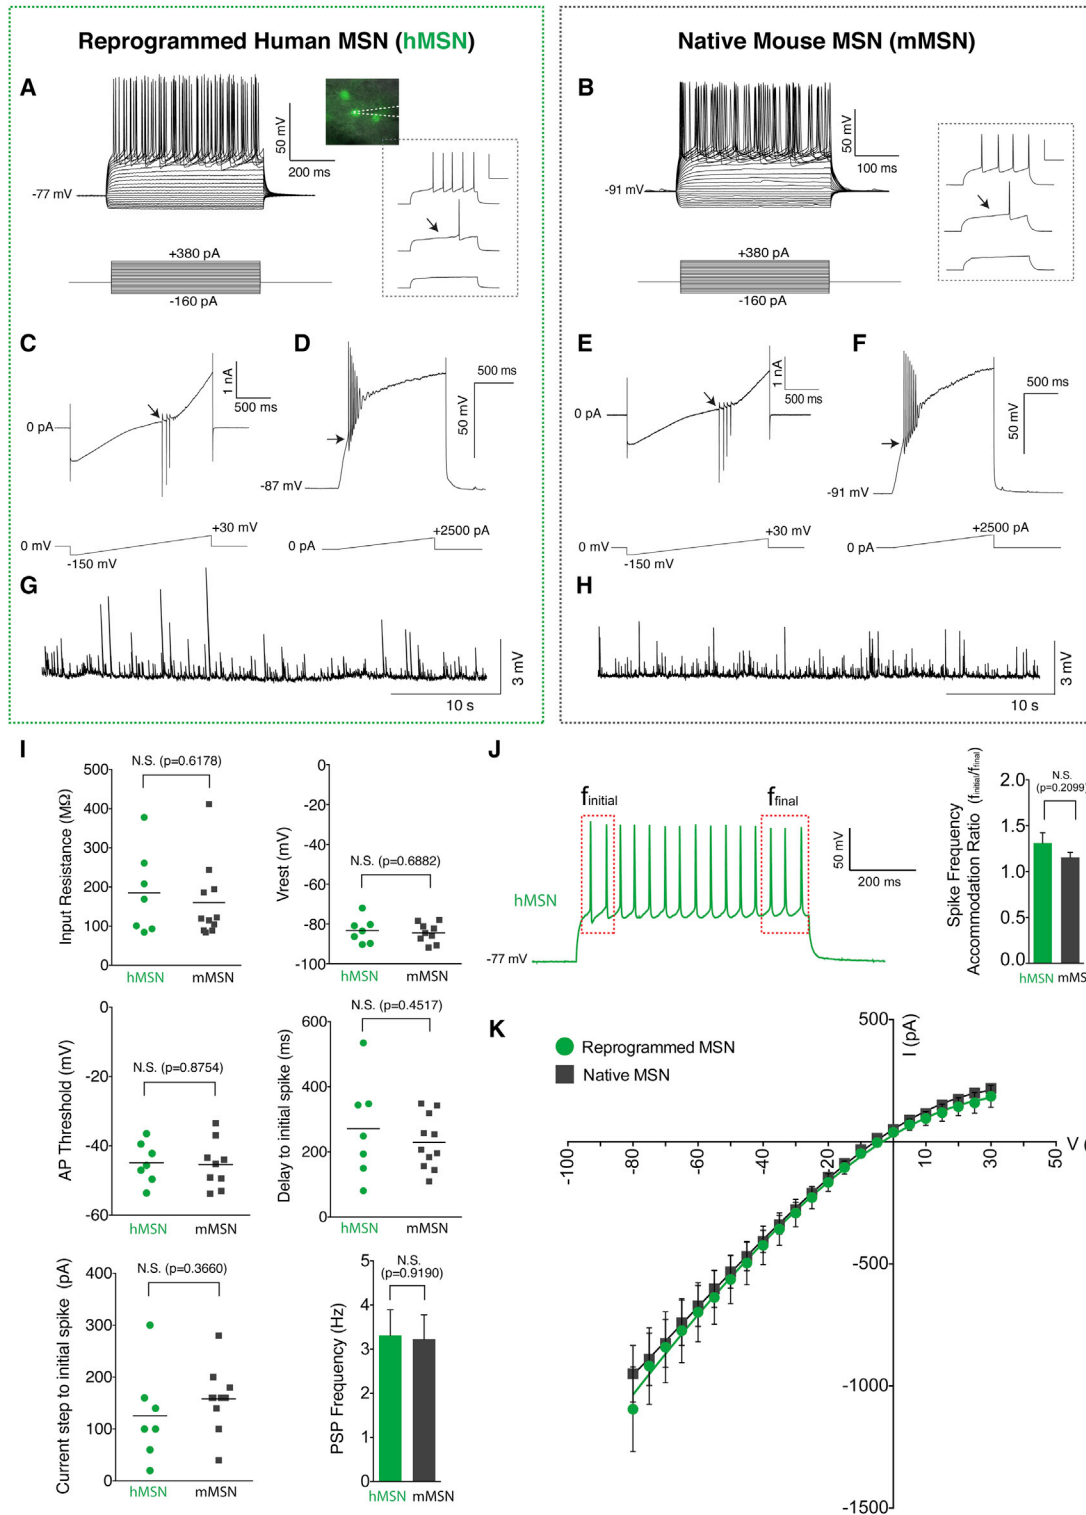 Reprogrammed Human MSN (hMSN)
Native Mouse MSN (mMSN)
A
50 mV
200 ms
-77 mV
+380 pA
-160 pA
B
50 mV
100 ms
-91 mV
+380 pA
-160 pA
C
1 nA
500 ms
0 pA
0 mV
+30 mV
-150 mV
D
500 ms
50 mV
-87 mV
+2500 pA
0 pA
E
1 nA
500 ms
0 pA
0 mV
+30 mV
-150 mV
F
500 ms
50 mV
-91 mV
+2500 pA
0 pA
G
3 mV
10 s
H
3 mV
10 s
I
N.S. (p=0.6178)
Input Resistance (MΩ)
500
400
300
200
100
0
hMSN
mMSN
N.S. (p=0.6882)
Vrest (mV)
0
-20
-40
-60
-80
-100
hMSN
mMSN
N.S. (p=0.8754)
AP Threshold (mV)
0
-20
-40
-60
hMSN
mMSN
N.S. (p=0.4517)
Delay to initial spike (ms)
600
400
200
0
hMSN
mMSN
N.S. (p=0.3660)
Current step to initial spike (pA)
400
300
200
100
0
hMSN
mMSN
N.S.
(p=0.9190)
PSP Frequency (Hz)
5
4
3
2
1
0
hMSN
mMSN
J
finitial
ffinal
hMSN
-77 mV
50 mV
200 ms
N.S.
(p=0.2099)
Spike Frequency
Accommodation Ratio (finitial/ffinal)
2.0
1.5
1.0
0.5
0.0
hMSN
mMS
K
Reprogrammed MSN
Native MSN
I (pA)
500
-500
-1000
-1500
-100
-80
-60
-40
-20
10
30
50
V (